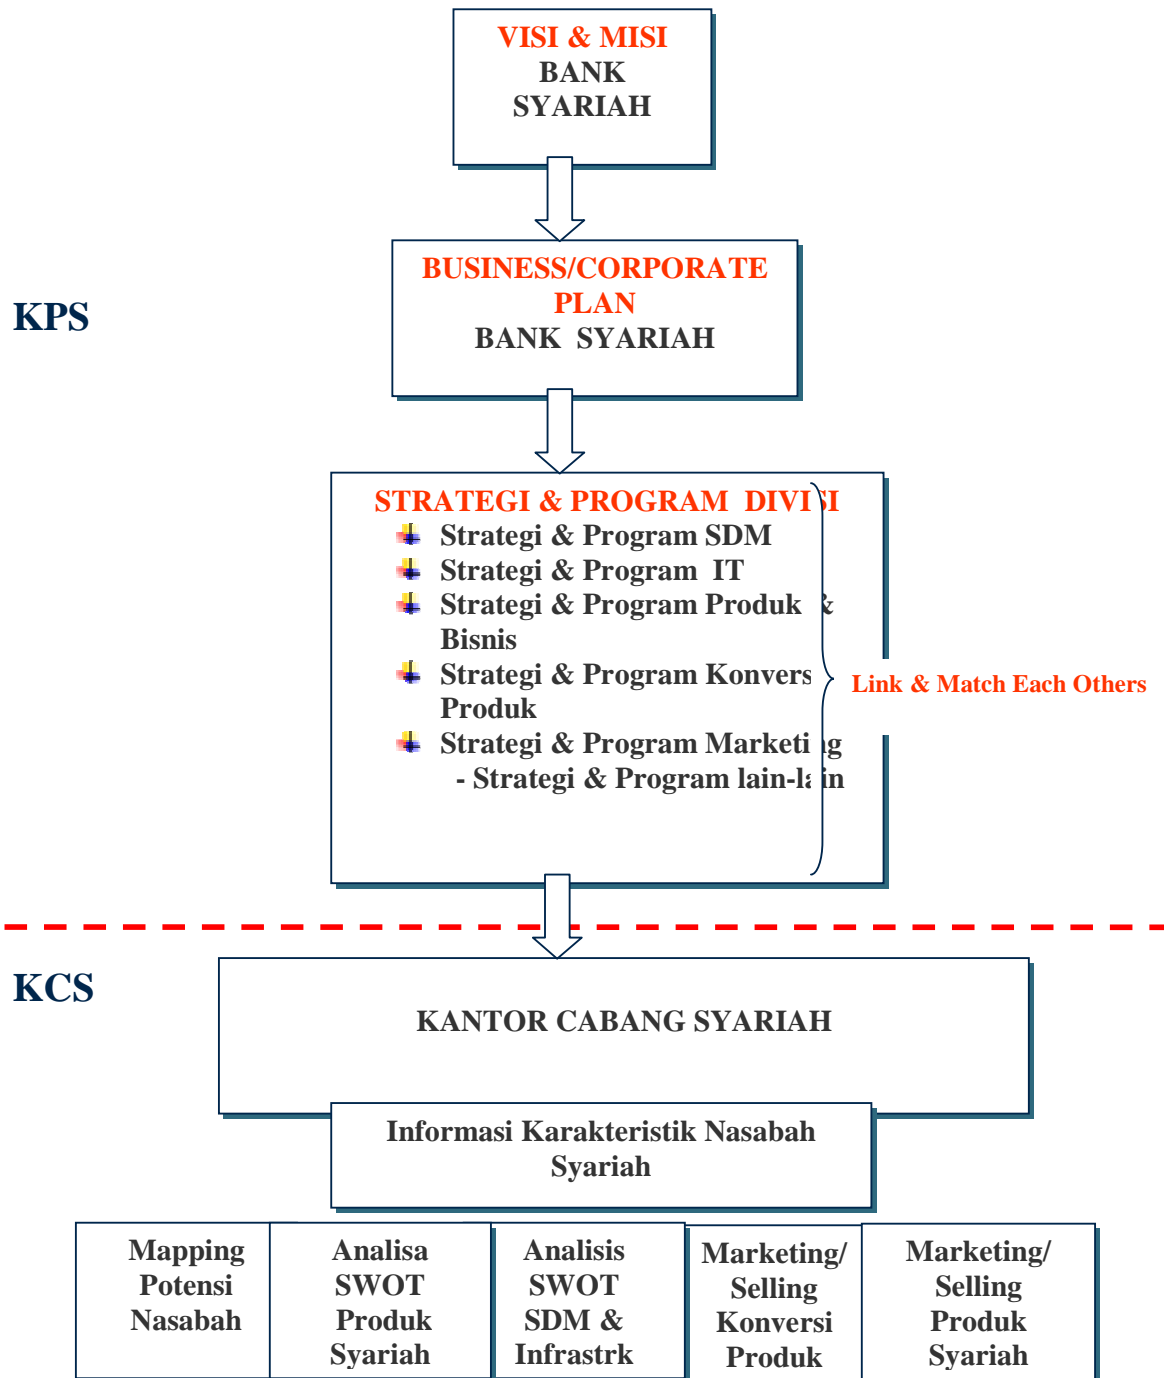 VISI & MISI
BANK
SYARIAH
KPS
BUSINESS/CORPORATE
PLAN
BANK SYARIAH
STRATEGI & PROGRAM DIVISI
Strategi & Program SDM
Strategi & Program IT
Strategi & Program Produk &
Bisnis
Strategi & Program Konvers
Produk
Strategi & Program Marketing
- Strategi & Program lain-lain
Link & Match Each Others
KCS
KANTOR CABANG SYARIAH
Informasi Karakteristik Nasabah
Syariah
Mapping
Potensi
Nasabah
Analisa
SWOT
Produk
Syariah
Analisis
SWOT
SDM &
Infrastrk
Marketing/
Selling
Konversi
Produk
Marketing/
Selling
Produk
Syariah